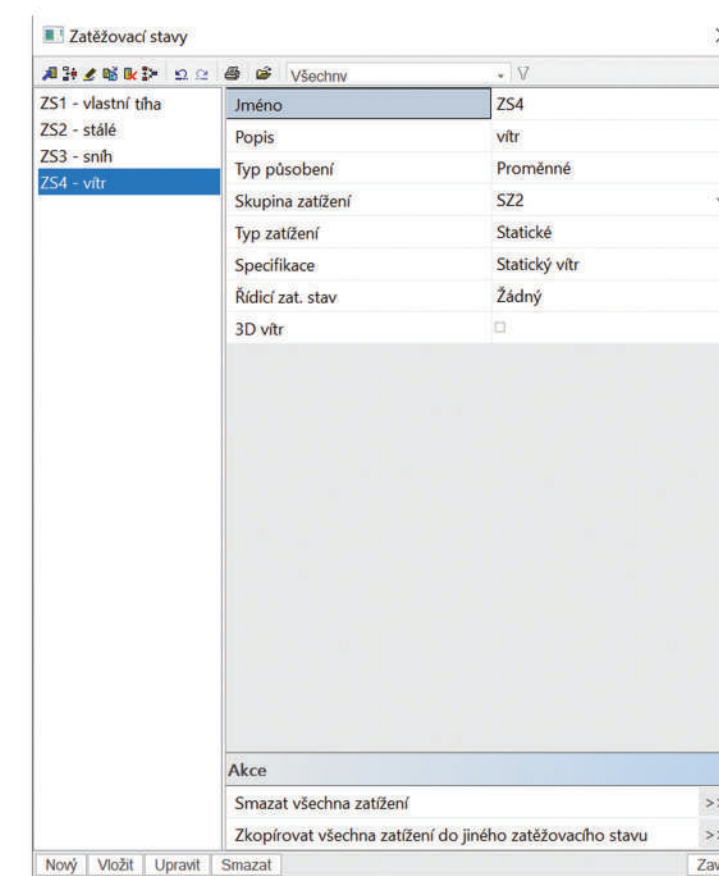 Zatěžovací stavy
Všechny
ZS1 - vlastní tíha
ZS2 - stálé
ZS3 - sníh
ZS4 - vítr
Jméno ZS4
Popis vítr
Typ působení Proměnné
Skupina zatížení SZ2
Typ zatížení Statické
Specifikace Statický vítr
Řídicí zat. stav Žádný
3D vítr
Akce
Smazat všechna zatížení >>
Zkopírovat všechna zatížení do jiného zatěžovacího stavu >>
Nový Vložit Upravit Smazat Zav